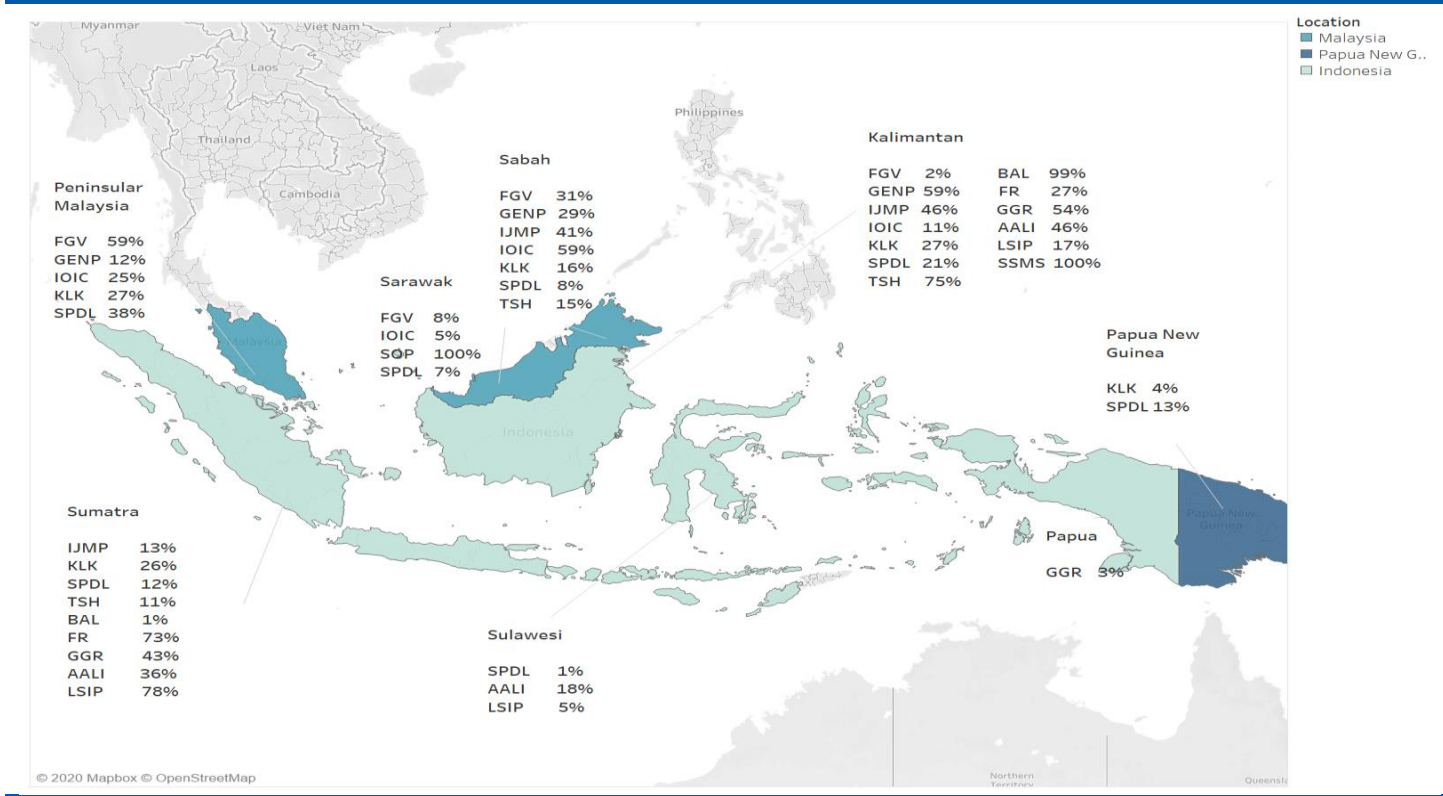 Location
Malaysia
Papua New G..
Indonesia
Myanmar
Viet Nam
Laos
Thailand
Cambodia
Philippines
Peninsular
Malaysia
FGV 59%
GENP 12%
IOIC 25%
KLK 27%
SPDL 38%
Malaysia
Sarawak
FGV 8%
IOIC 5%
SOP 100%
SPDL 7%
Sabah
FGV 31%
GENP 29%
IJMP 41%
IOIC 59%
KLK 16%
SPDL 8%
TSH 15%
Kalimantan
FGV 2% BAL 99%
GENP 59% FR 27%
IJMP 46% GGR 54%
IOIC 11% AALI 46%
KLK 27% LSIP 17%
SPDL 21% SSMS 100%
TSH 75%
Papua New
Guinea
KLK 4%
SPDL 13%
Indonesia
Papua New
Guinea
Sumatra
IJMP 13%
KLK 26%
SPDL 12%
TSH 11%
BAL 1%
FR 73%
GGR 43%
AALI 36%
LSIP 78%
Sulawesi
SPDL 1%
AALI 18%
LSIP 5%
Papua
GGR 3%
Northern
Territory
© 2020 Mapbox © OpenStreetMap